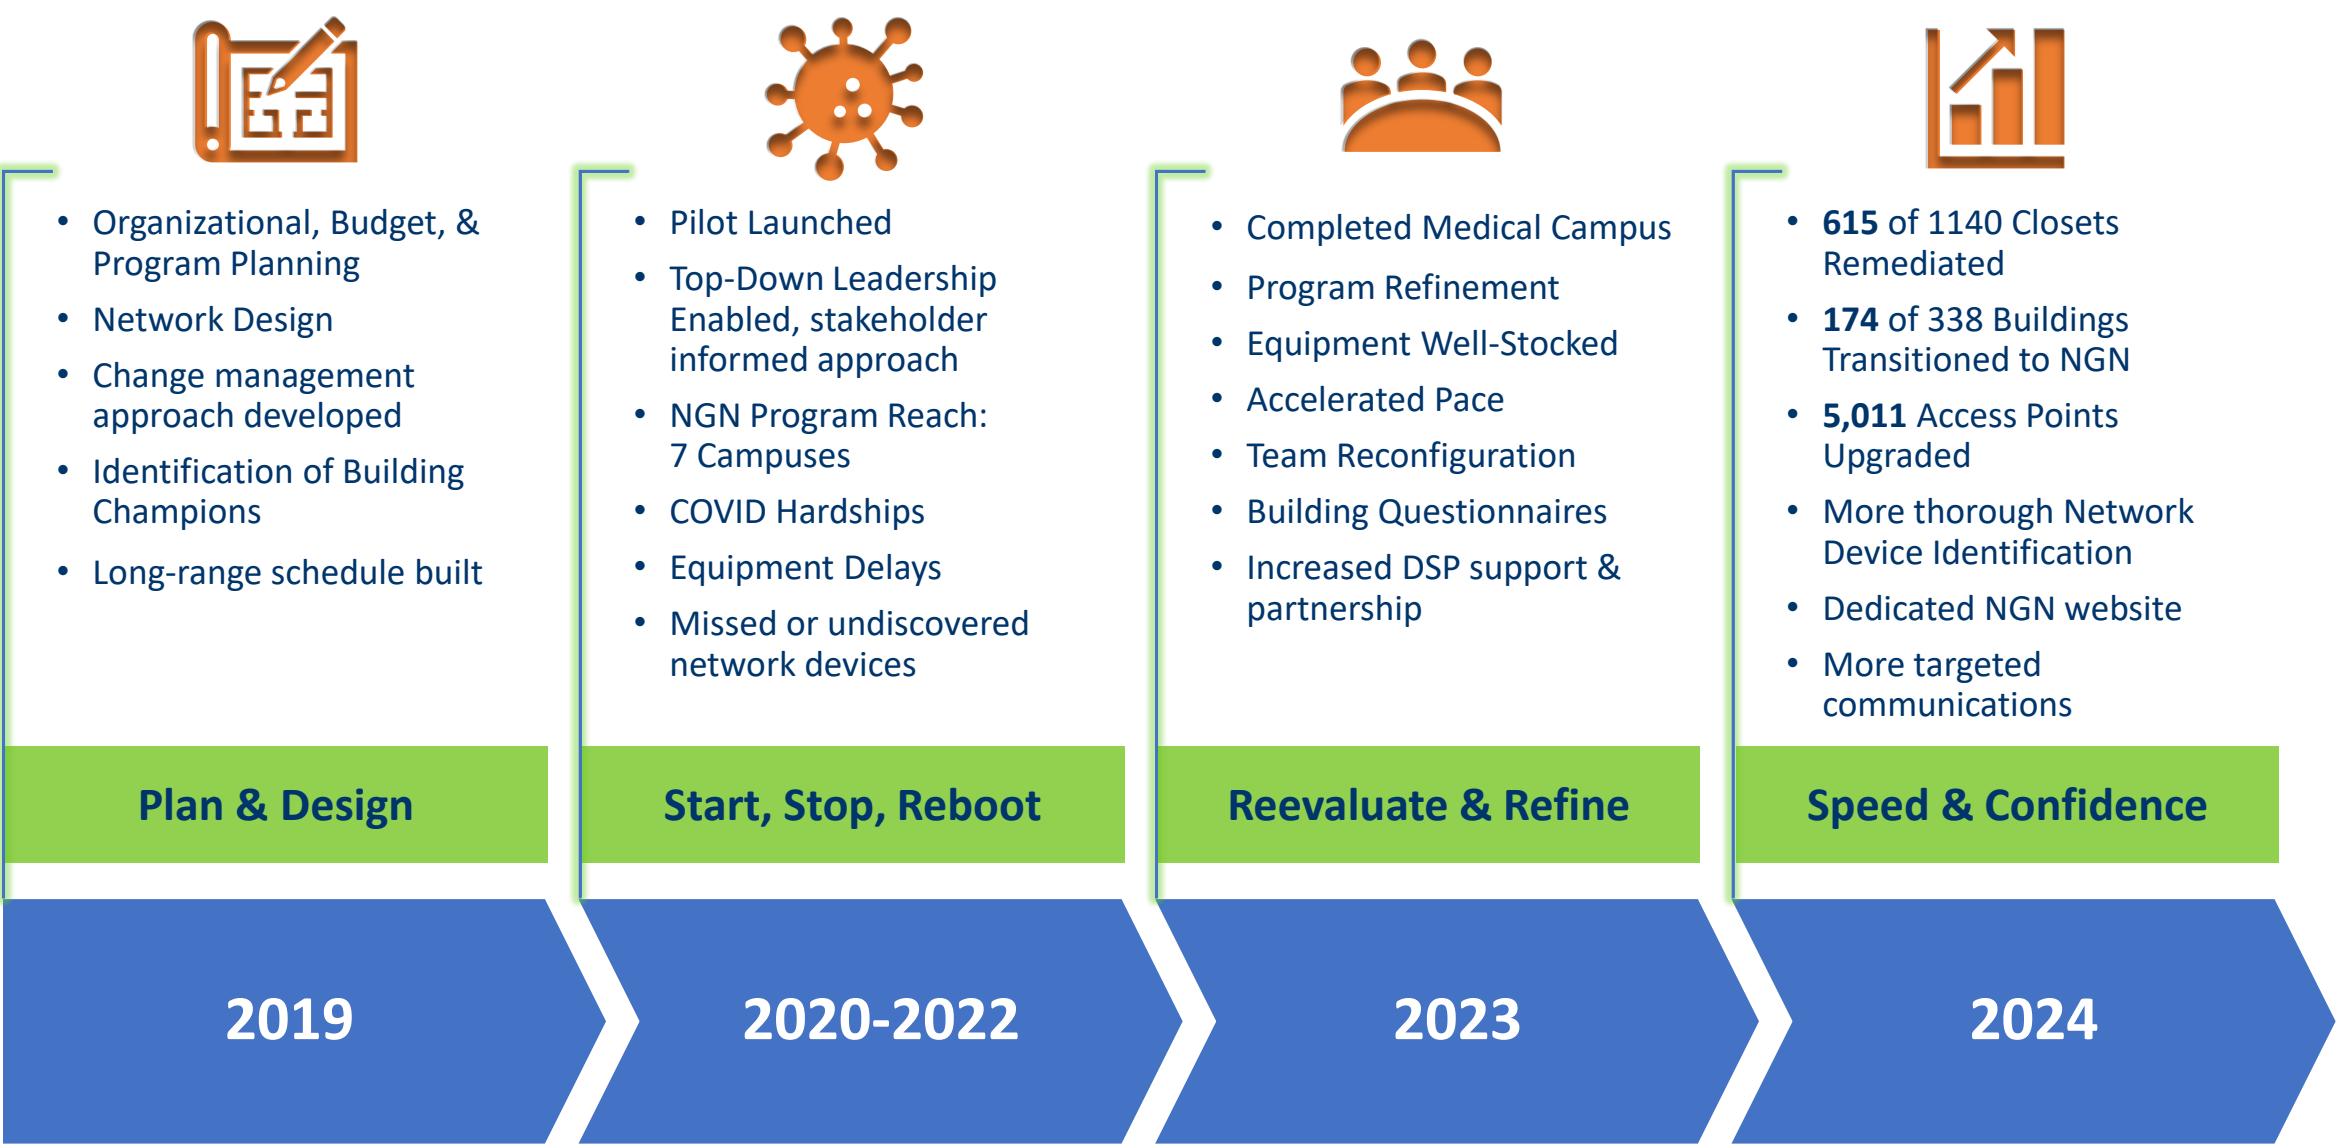 • Organizational, Budget, &
Program Planning
• Network Design
• Change management
approach developed
• Identification of Building
Champions
• Long-range schedule built
Plan & Design
2019
• Pilot Launched
• Top-Down Leadership
Enabled, stakeholder
informed approach
• NGN Program Reach:
7 Campuses
• COVID Hardships
• Equipment Delays
• Missed or undiscovered
network devices
Start, Stop, Reboot
2020-2022
• Completed Medical Campus
• Program Refinement
• Equipment Well-Stocked
• Accelerated Pace
• Team Reconfiguration
• Building Questionnaires
• Increased DSP support &
partnership
Reevaluate & Refine
2023
• 615 of 1140 Closets
Remediated
• 174 of 338 Buildings
Transitioned to NGN
• 5,011 Access Points
Upgraded
• More thorough Network
Device Identification
• Dedicated NGN website
• More targeted
communications
Speed & Confidence
2024